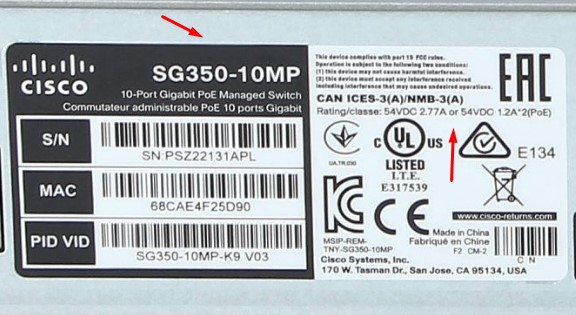 CISCO
SG350-10MP
10-Port Gigabit PoE Managed Switch
Commutateur administrable PoE 10 ports Gigabit
S/N
SN:PSZ22131APL
MAC
68CAE4F25D90
PID VID
SG350-10MP-K9 V03
This device complies with part 15 FCC rules.
Operation is subject to the following two conditions:
(1) this device may not cause harmful interference.
(2) this device must accept any interference received
including interference that may cause undesired operation.
CAN ICES-3(A)/NMB-3(A)
Rating/classe: 54VDC 2.77A or 54VDC 1.2A*2(PoE)
EAC
UA.TR.030
C UL US
LISTED
I.T.E.
E317539
E134
KC
CE
MSIP-REM-
TNY-SG350-10MP
www.cisco-returns.com
Made in China
Fabriqué en Chine
F2 CM-2
C N
Cisco Systems, Inc.
170 W. Tasman Dr., San Jose, CA 95134, USA